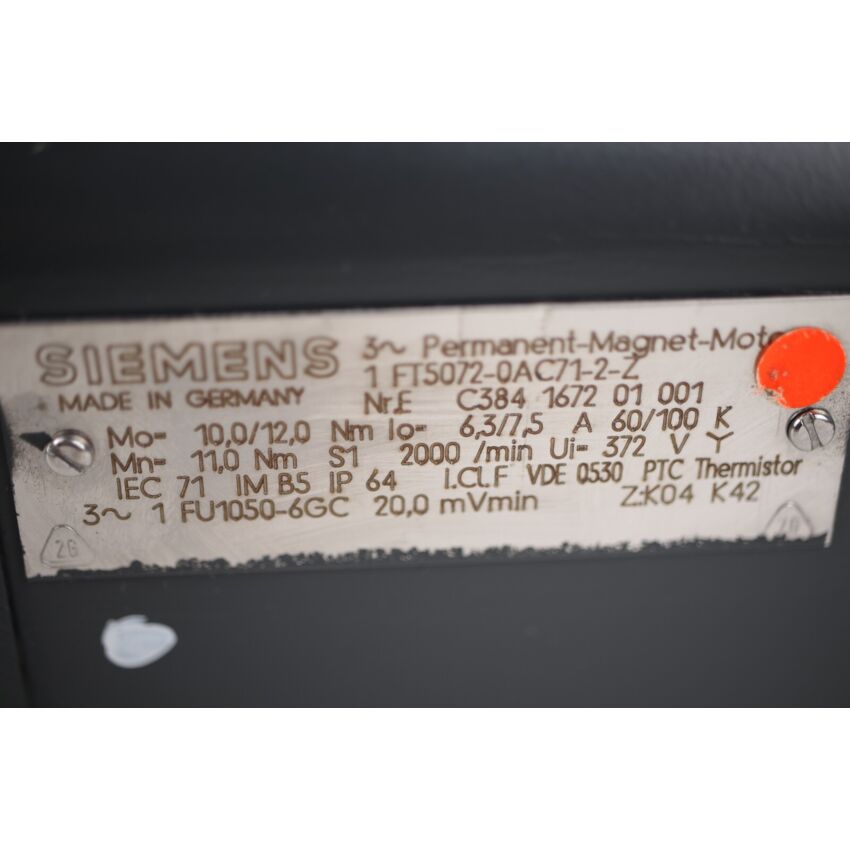 SIEMENS 3~ Permanent-Magnet-Moto
MADE IN GERMANY 1 FT5072-0AC71-2-Z
Nr.E C384 1672 01 001
Mo= 10,0/12,0 Nm Io= 6,3/7,5 A 60/100 K
Mn= 11,0 Nm S1 2000 /min Ui= 372 V Y
IEC 71 IM B5 IP 64 I.Cl.F VDE 0530 PTC Thermistor
3~ 1 FU1050-6GC 20,0 mVmin Z:K04 K42
26